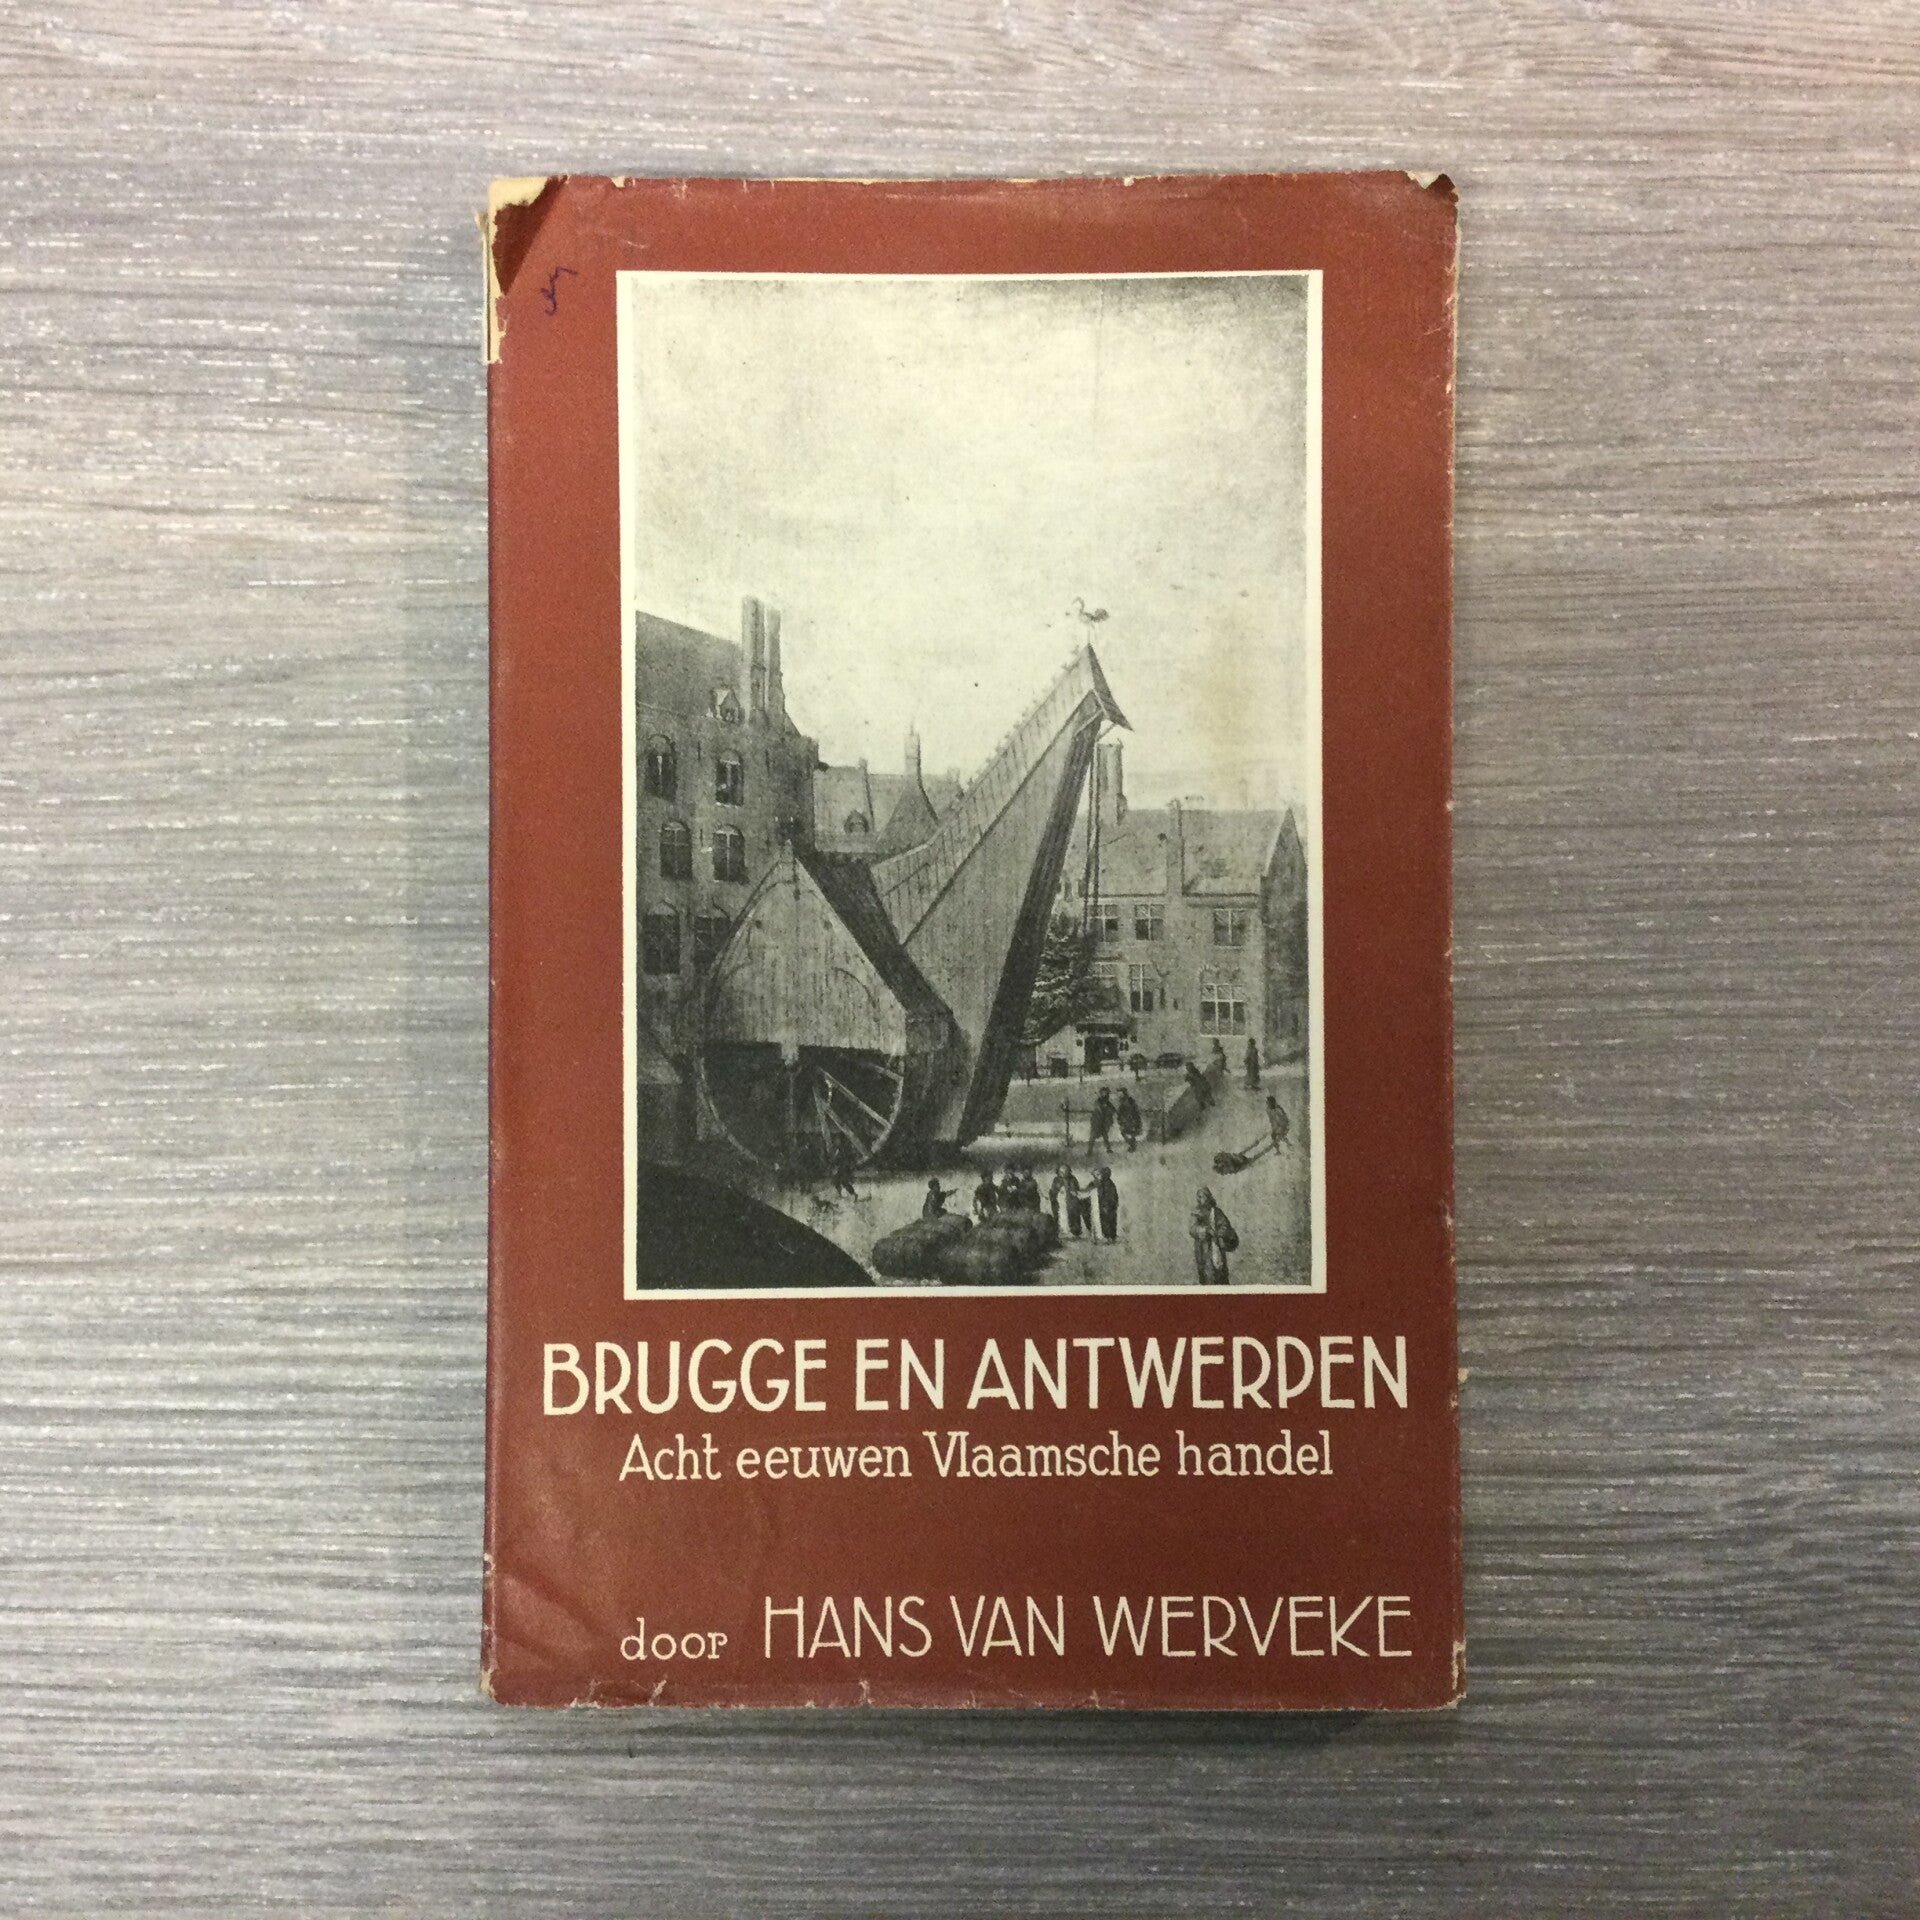 BRUGGE EN ANTWERPEN
Acht eeuwen Vlaamsche handel
door HANS VAN WERVEKE